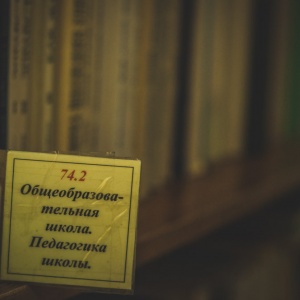 74.2
Общеобразова-
тельная
школа.
Педагогика
школы.